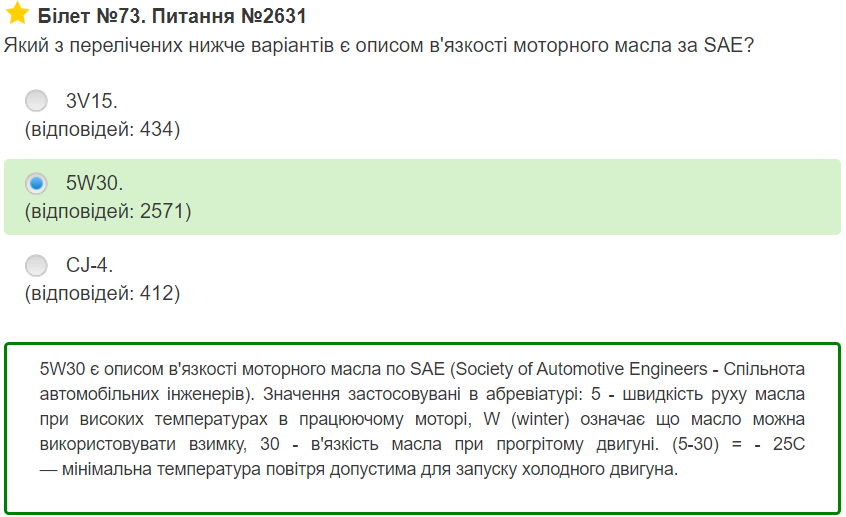 Білет №73. Питання №2631
Який з перелічених нижче варіантів є описом в'язкості моторного масла за SAE?
3V15.
(відповідей: 434)
5W30.
(відповідей: 2571)
CJ-4.
(відповідей: 412)
5W30 є описом в'язкості моторного масла по SAE (Society of Automotive Engineers - Спільнота
автомобільних інженерів). Значення застосовувані в абревіатурі: 5 - швидкість руху масла
при високих температурах в працюючому моторі, W (winter) означає що масло можна
використовувати взимку, 30 - в'язкість масла при прогрітому двигуні. (5-30) = - 25С
— мінімальна температура повітря допустима для запуску холодного двигуна.